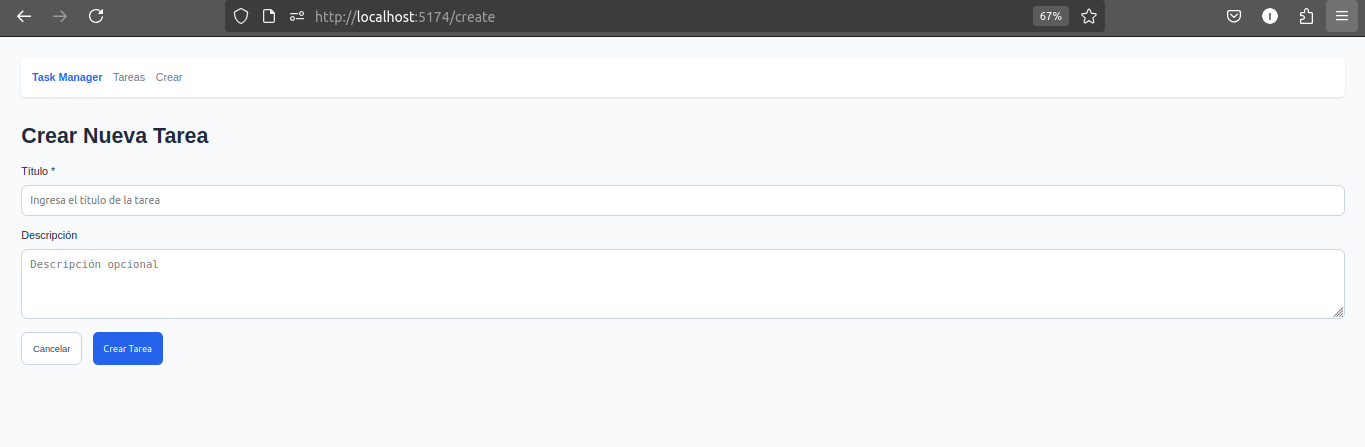 http://localhost:5174/create 67%
Task Manager Tareas Crear
Crear Nueva Tarea
Título *
Ingresa el título de la tarea
Descripción
Descripción opcional
Cancelar Crear Tarea